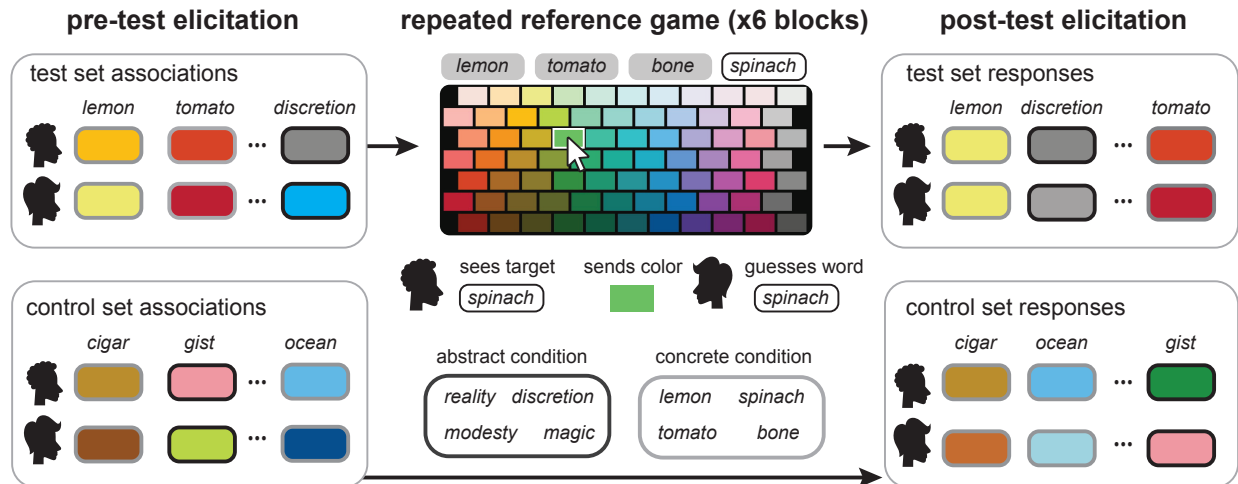 pre-test elicitation
repeated reference game (x6 blocks)
post-test elicitation
test set associations
lemon tomato discretion
...
...
control set associations
cigar gist ocean
...
...
lemon tomato bone spinach
sees target sends color guesses word
spinach spinach
abstract condition
reality discretion
modesty magic
concrete condition
lemon spinach
tomato bone
test set responses
lemon discretion tomato
...
...
control set responses
cigar ocean gist
...
...